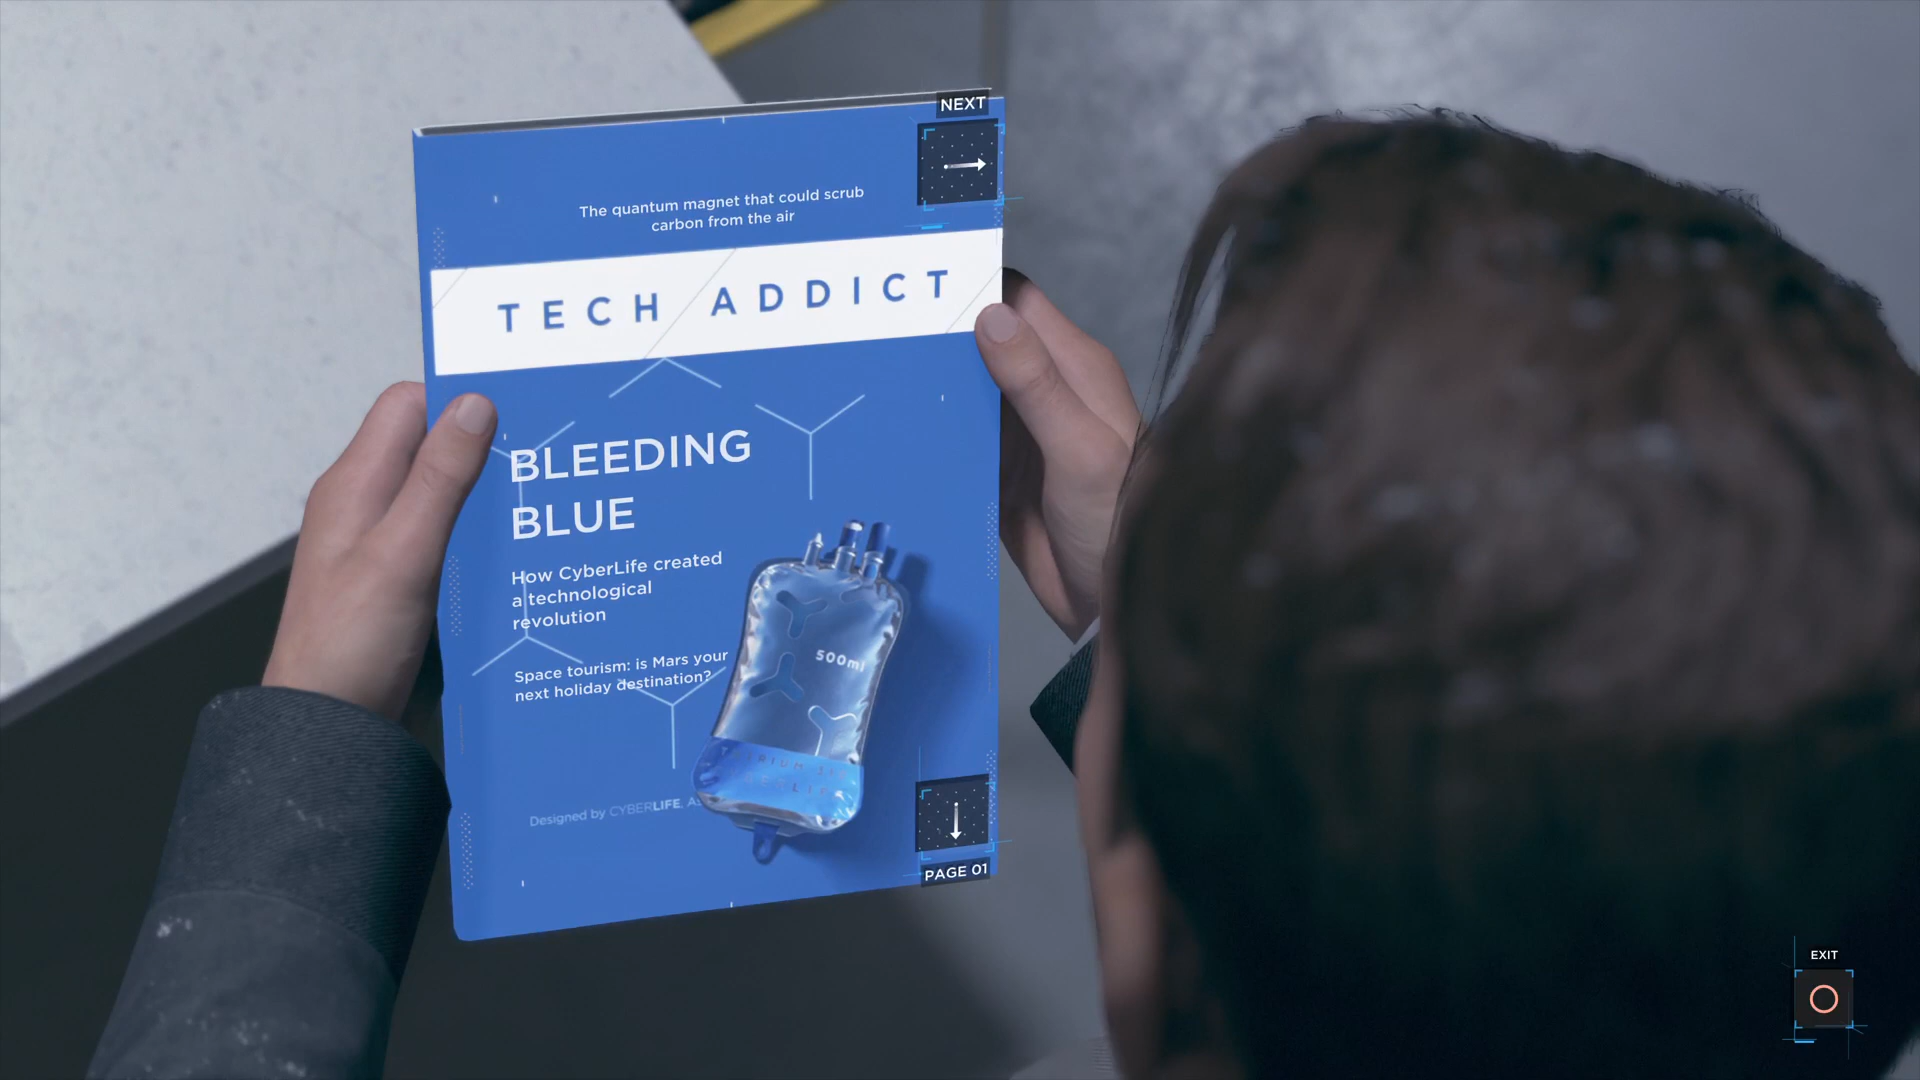 NEXT
The quantum magnet that could scrub
carbon from the air
TECH ADDICT
BLEEDING
BLUE
How CyberLife created
a technological
revolution
Space tourism: is Mars your
next holiday destination?
500ml
Designed by CYBERLIFE.
PAGE 01
EXIT